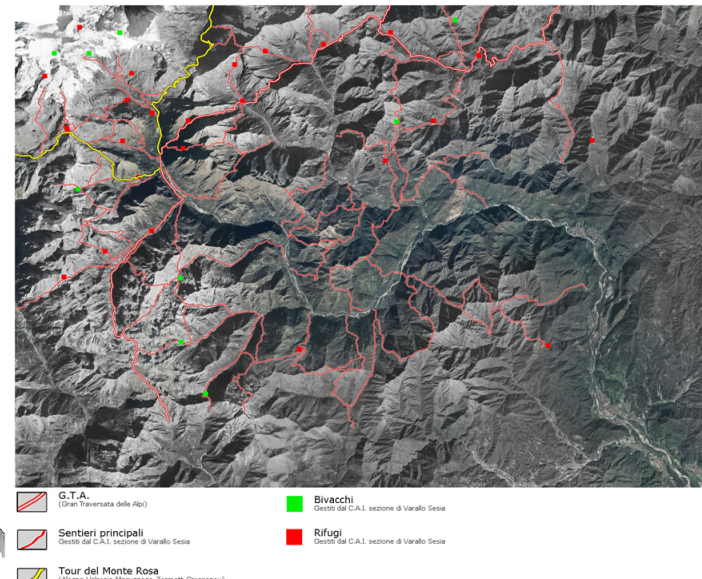 G.T.A.
(Gran Traversata delle Alpi)
Bivacchi
Gestiti dal C.A.I. sezione di Varallo Sesia
Sentieri principali
Gestiti dal C.A.I. sezione di Varallo Sesia
Rifugi
Gestiti dal C.A.I. sezione di Varallo Sesia
Tour del Monte Rosa